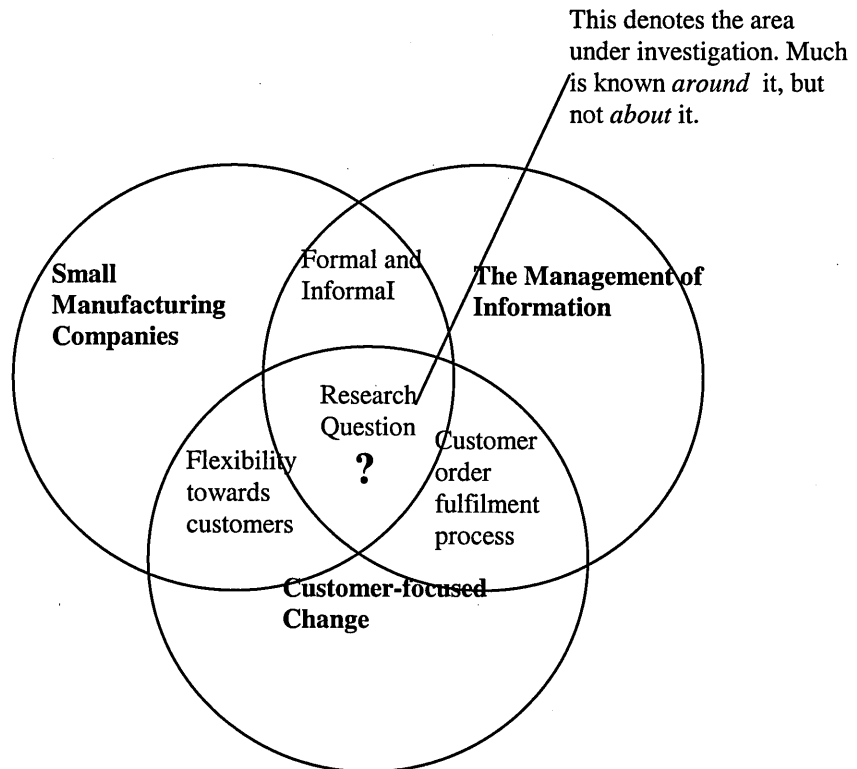 This denotes the area
under investigation. Much
is known around it, but
not about it.
Small
Manufacturing
Companies
Formal and
Informal
The Management of
Information
Research
Question
?
Flexibility
towards
customers
Customer
order
fulfilment
process
Customer-focused
Change